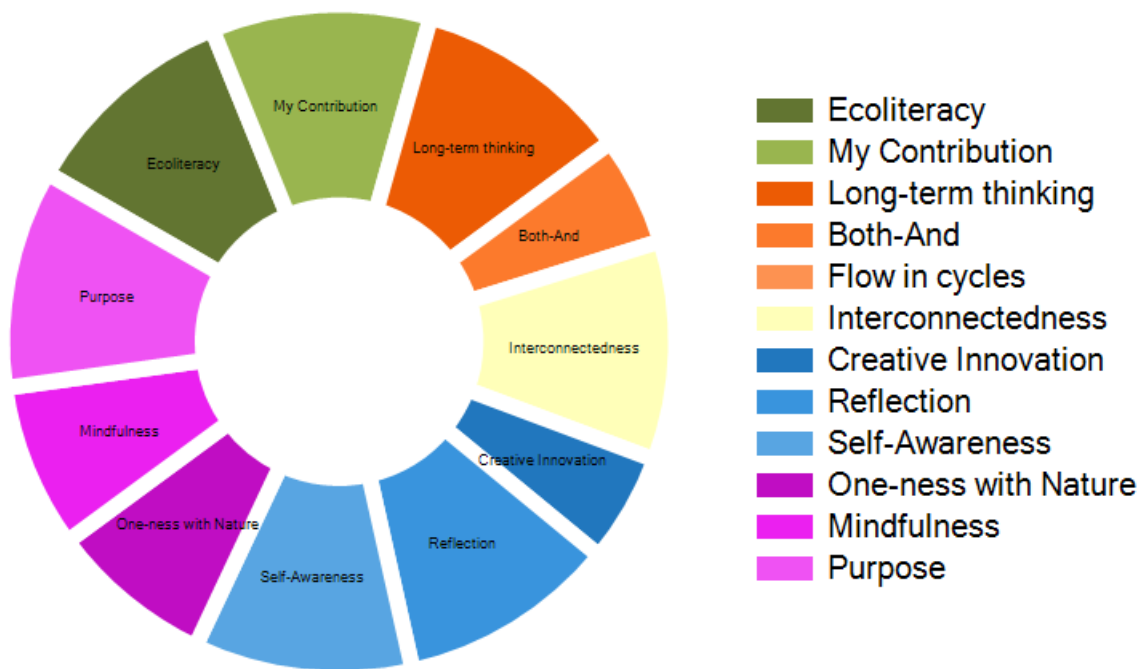 My Contribution
Long-term thinking
Ecoliteracy
Both-And
Purpose
Interconnectedness
Mindfulness
Creative Innovation
One-ness with Nature
Reflection
Self-Awareness
Ecoliteracy
My Contribution
Long-term thinking
Both-And
Flow in cycles
Interconnectedness
Creative Innovation
Reflection
Self-Awareness
One-ness with Nature
Mindfulness
Purpose